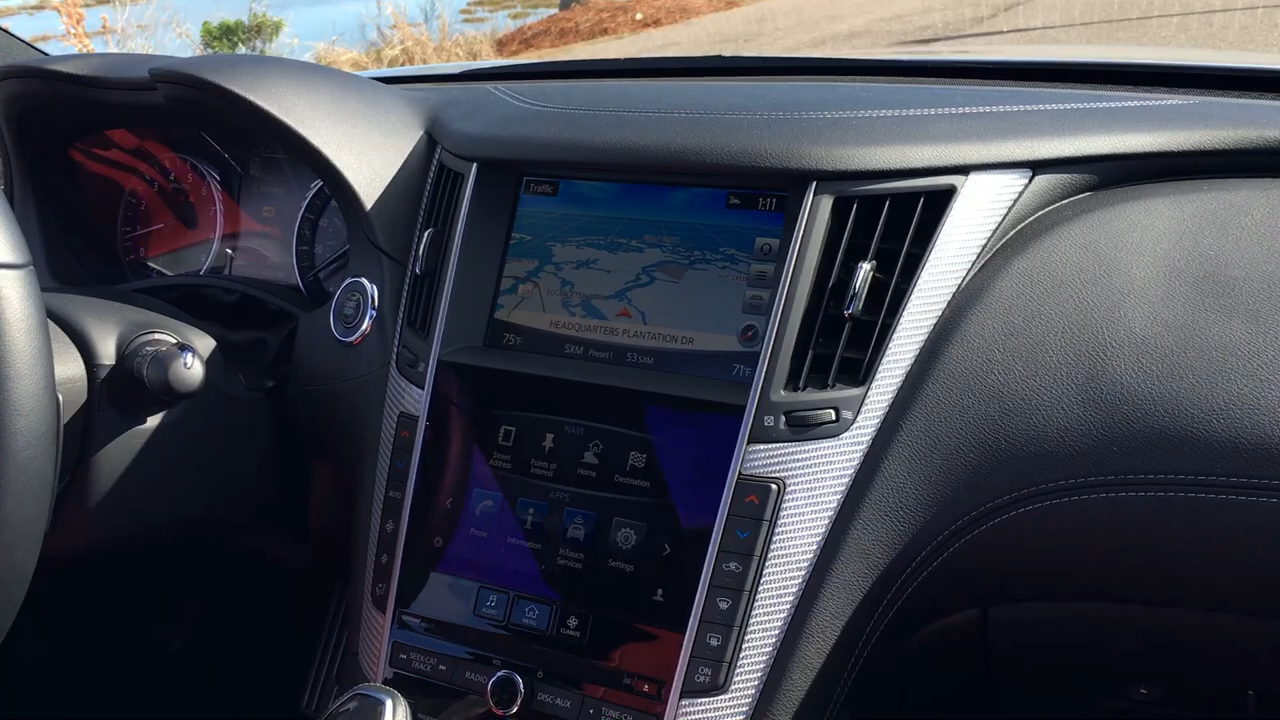 Traffic
1:11
HEADQUARTERS PLANTATION DR
75°F
SXM Preset 1 53 SXM
71°F
NAVI
Street Address
Points of Interest
Home
Destination
APPS
Phone
Information
InTouch Services
Settings
AUDIO
MENU
CLIMATE
AUTO
SEEK·CAT TRACK
RADIO
VOL
DISC·AUX
TUNE·CH
ON OFF